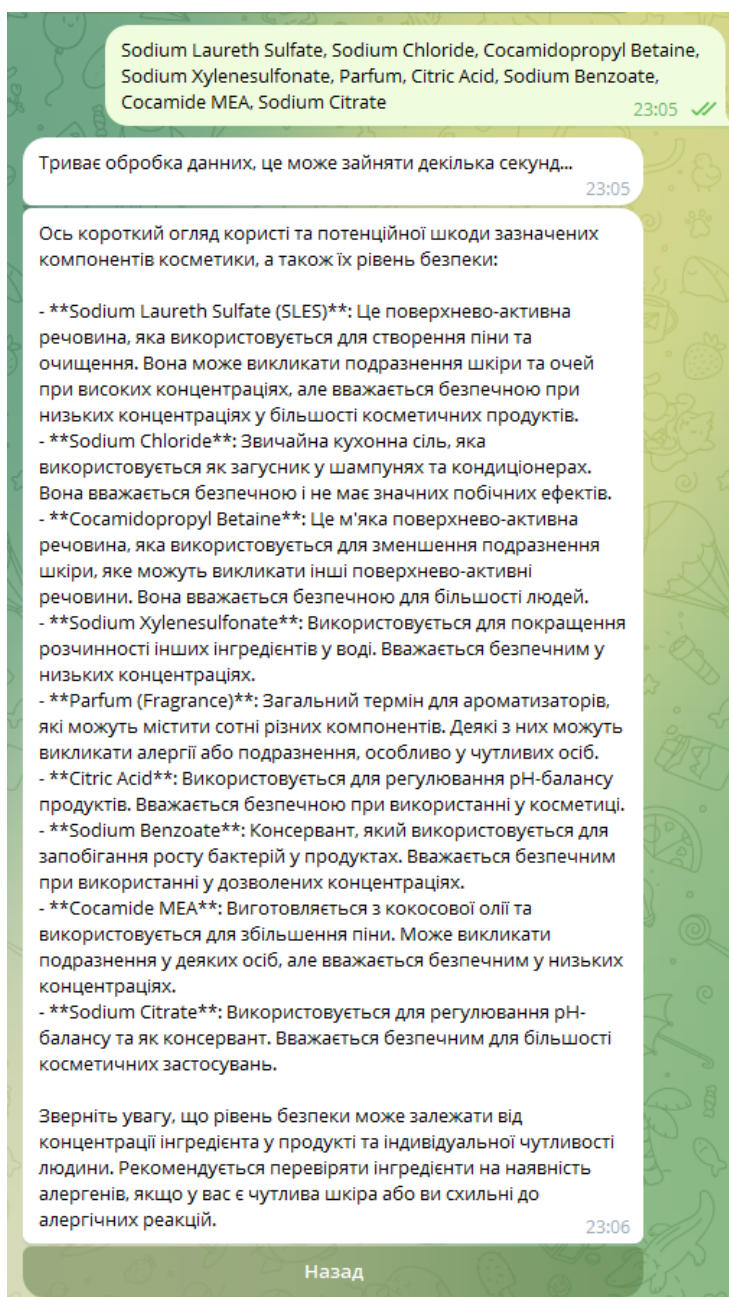 Sodium Laureth Sulfate, Sodium Chloride, Cocamidopropyl Betaine,
Sodium Xylenesulfonate, Parfum, Citric Acid, Sodium Benzoate,
Cocamide MEA, Sodium Citrate
23:05
Триває обробка данних, це може зайняти декілька секунд...
23:05
Ось короткий огляд користі та потенційної шкоди зазначених
компонентів косметики, а також їх рівень безпеки:
- **Sodium Laureth Sulfate (SLES)**: Це поверхнево-активна
речовина, яка використовується для створення піни та
очищення. Вона може викликати подразнення шкіри та очей
при високих концентраціях, але вважається безпечною при
низьких концентраціях у більшості косметичних продуктів.
- **Sodium Chloride**: Звичайна кухонна сіль, яка
використовується як загусник у шампунях та кондиціонерах.
Вона вважається безпечною і не має значних побічних ефектів.
- **Cocamidopropyl Betaine**: Це м'яка поверхнево-активна
речовина, яка використовується для зменшення подразнення
шкіри, яке можуть викликати інші поверхнево-активні
речовини. Вона вважається безпечною для більшості людей.
- **Sodium Xylenesulfonate**: Використовується для покращення
розчинності інших інгредієнтів у воді. Вважається безпечним у
низьких концентраціях.
- **Parfum (Fragrance)**: Загальний термін для ароматизаторів,
які можуть містити сотні різних компонентів. Деякі з них можуть
викликати алергії або подразнення, особливо у чутливих осіб.
- **Citric Acid**: Використовується для регулювання pH-балансу
продуктів. Вважається безпечною при використанні у косметиці.
- **Sodium Benzoate**: Консервант, який використовується для
запобігання росту бактерій у продуктах. Вважається безпечним
при використанні у дозволених концентраціях.
- **Cocamide MEA**: Виготовляється з кокосової олії та
використовується для збільшення піни. Може викликати
подразнення у деяких осіб, але вважається безпечним у низьких
концентраціях.
- **Sodium Citrate**: Використовується для регулювання pH-
балансу та як консервант. Вважається безпечним для більшості
косметичних застосувань.
Зверніть увагу, що рівень безпеки може залежати від
концентрації інгредієнта у продукті та індивідуальної чутливості
людини. Рекомендується перевіряти інгредієнти на наявність
алергенів, якщо у вас є чутлива шкіра або ви схильні до
алергічних реакцій.
23:06
Назад